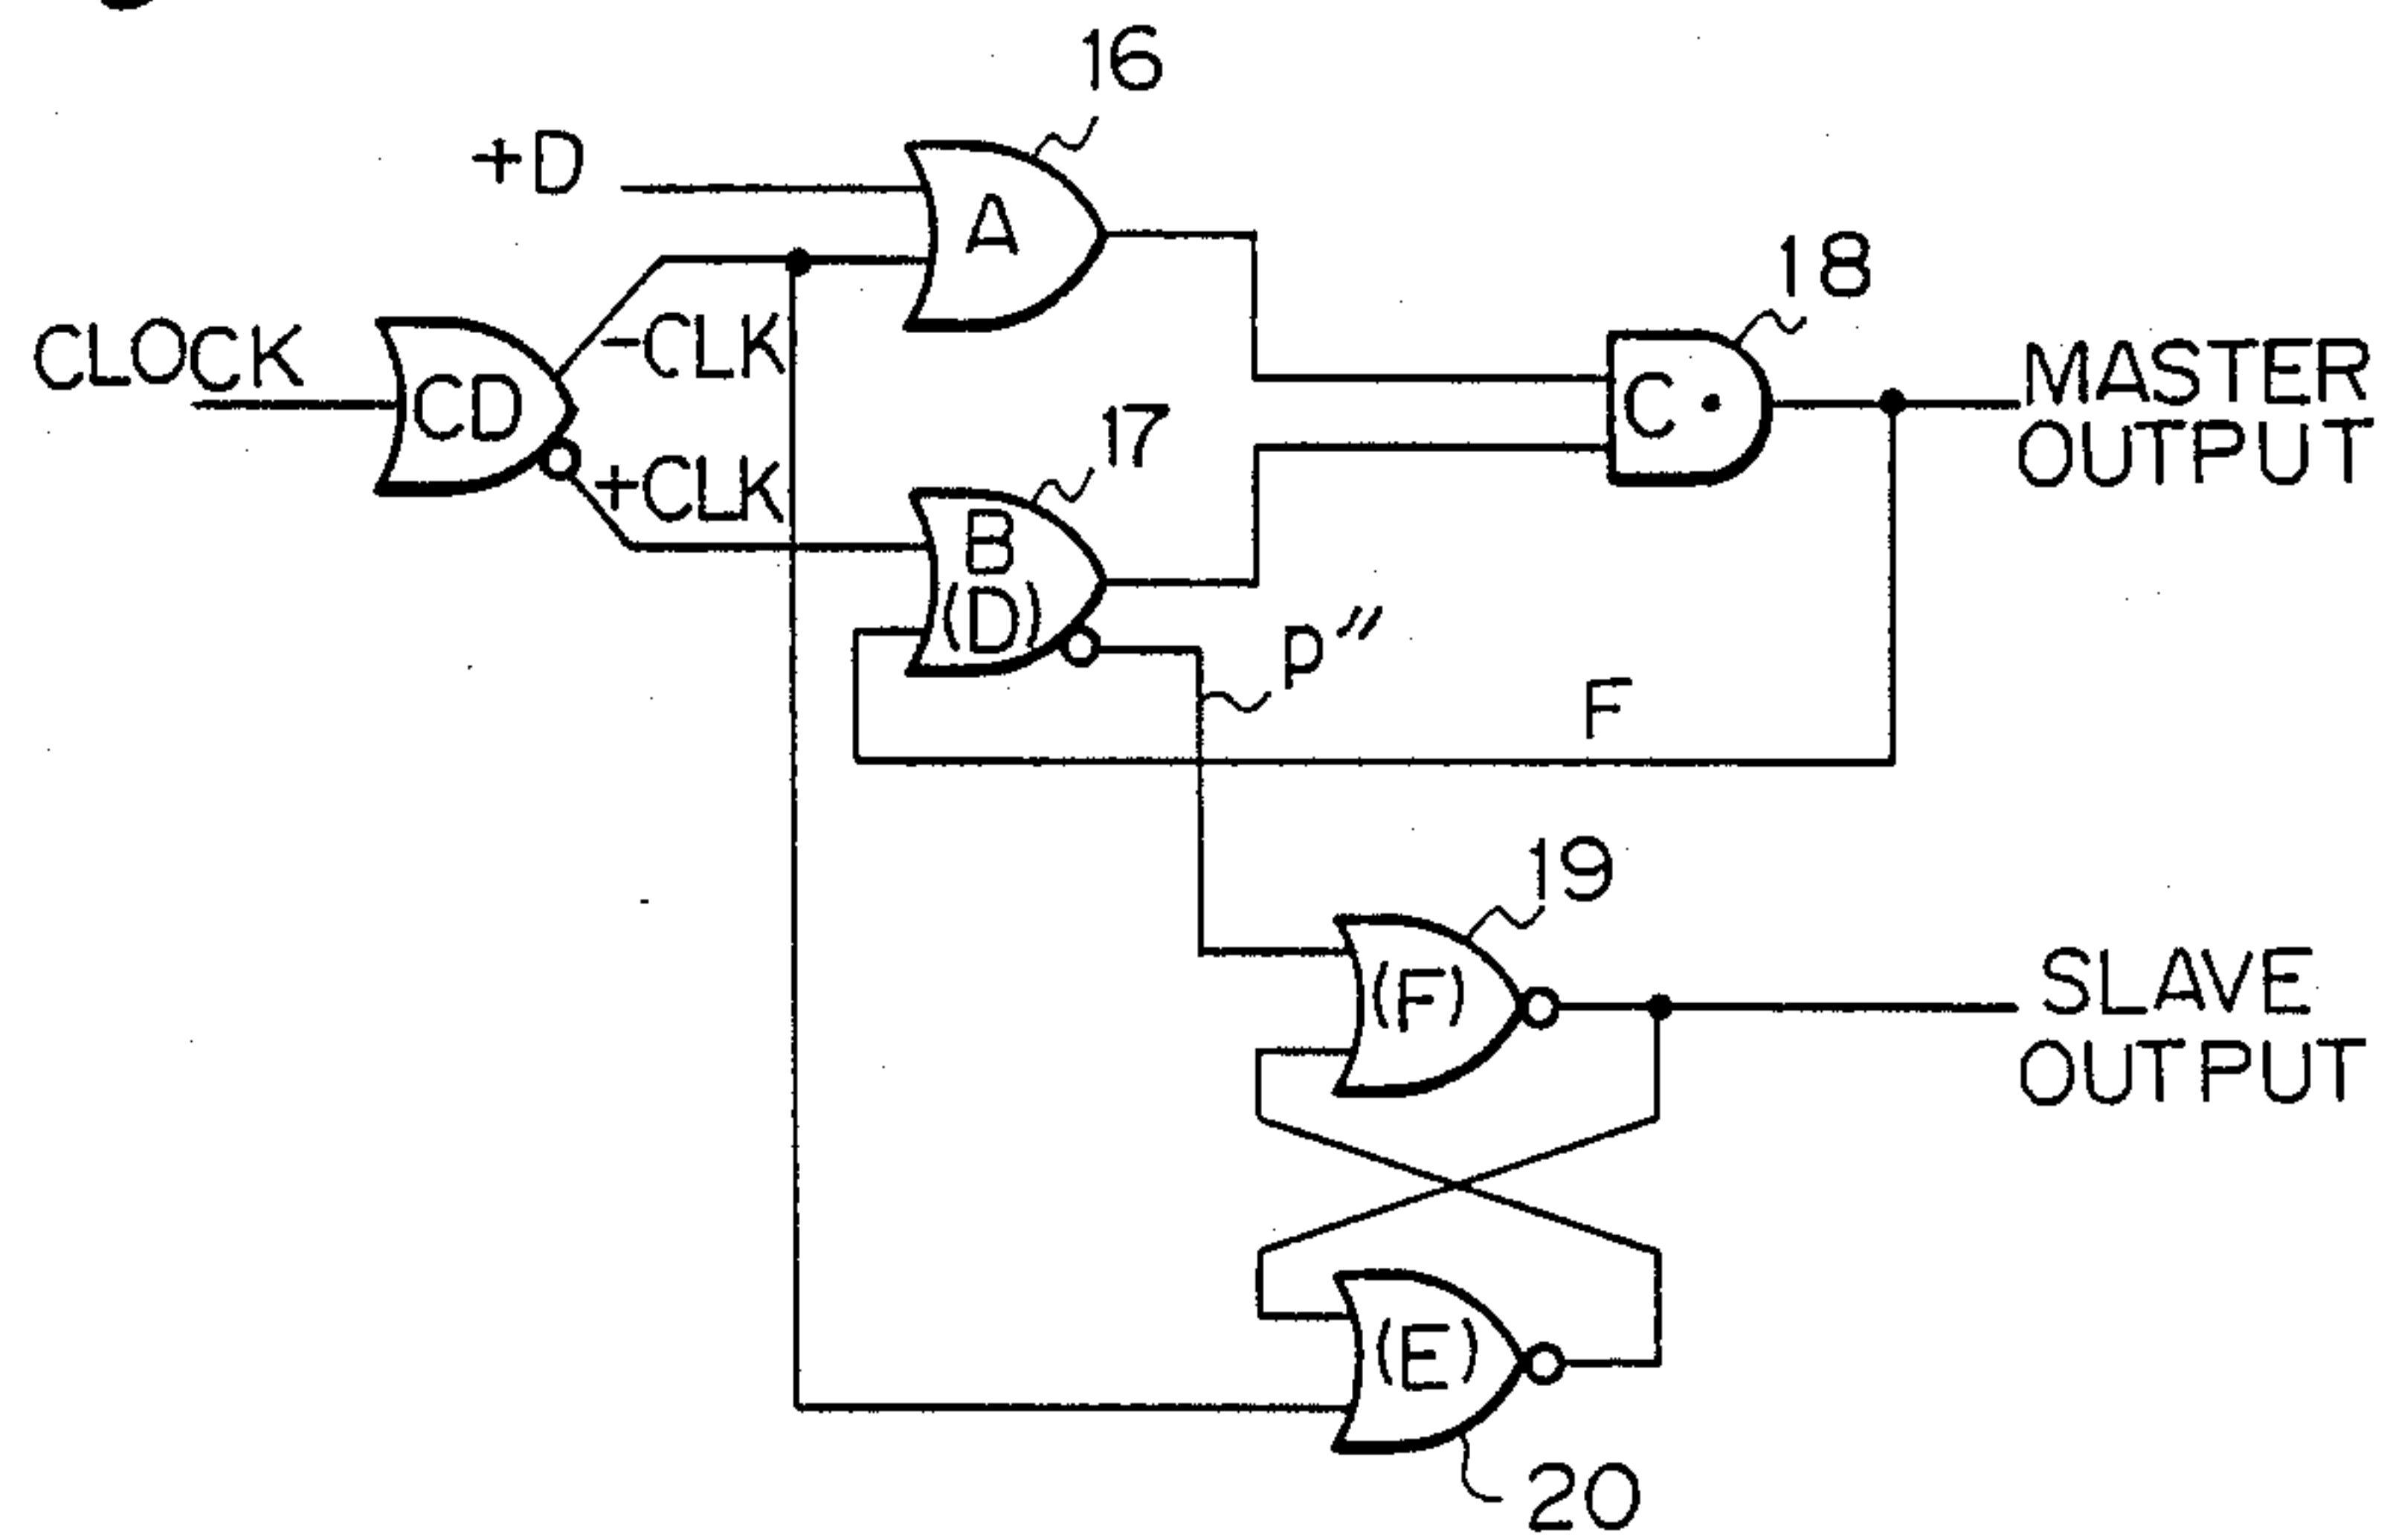 16
+D
A
18
CLOCK
-CLK
CD
C •
MASTER
OUTPUT
17
+CLK
B
(D)
P″
F
19
(F)
SLAVE
OUTPUT
(E)
20